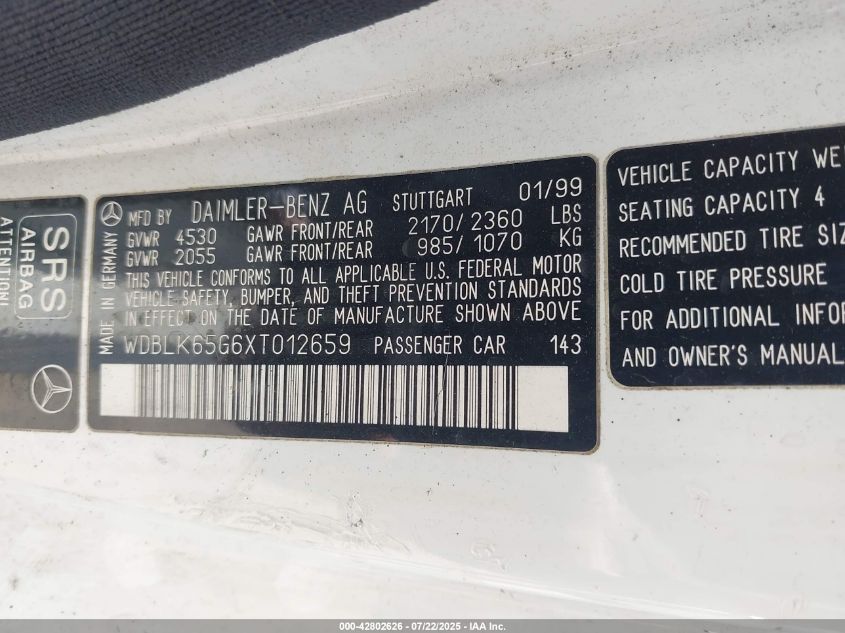 ATTENTION!
SRS
AIRBAG
MADE IN GERMANY
MFD BY DAIMLER-BENZ AG STUTTGART 01/99
GVWR 4530 GAWR FRONT/REAR 2170/2360 LBS
GVWR 2055 GAWR FRONT/REAR 985/1070 KG
THIS VEHICLE CONFORMS TO ALL APPLICABLE U.S. FEDERAL MOTOR
VEHICLE SAFETY, BUMPER, AND THEFT PREVENTION STANDARDS
IN EFFECT ON THE DATE OF MANUFACTURE SHOWN ABOVE
WDBLK65G6XT012659 PASSENGER CAR 143
VEHICLE CAPACITY WE
SEATING CAPACITY 4
RECOMMENDED TIRE SIZ
COLD TIRE PRESSURE
FOR ADDITIONAL INFOR
AND OWNER'S MANUAL
000-42802626 - 07/22/2025 - IAA Inc.